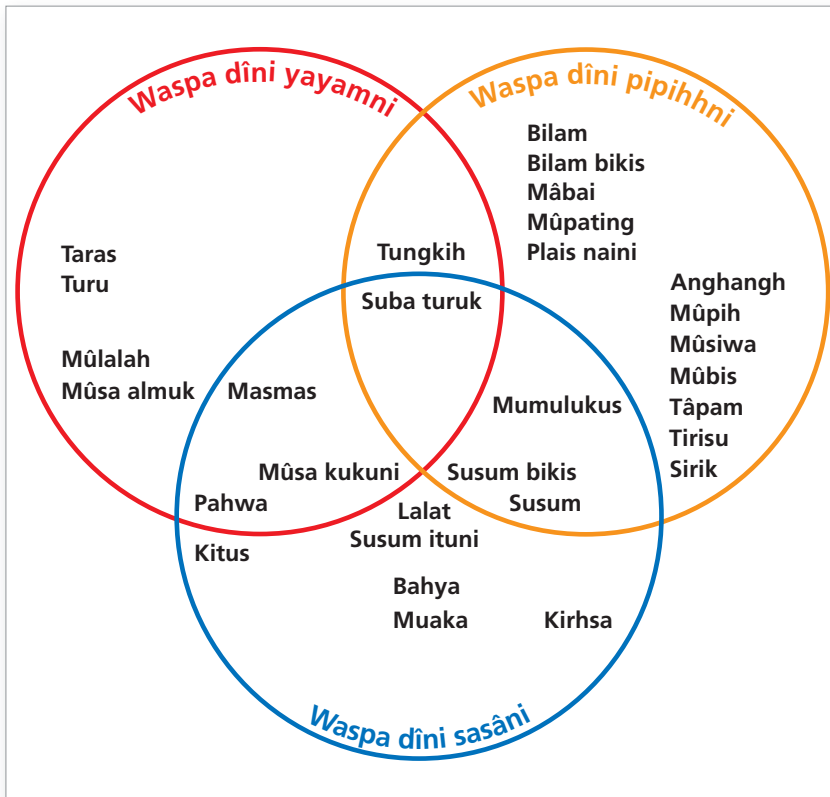 Waspa dîni yayamni
Waspa dîni pipihhni
Bilam
Bilam bikis
Mâbai
Mûpating
Plais naini
Taras
Turu
Tungkih
Suba turuk
Anghangh
Mûpih
Mûsiwa
Mûbis
Tâpam
Tirisu
Sirik
Mûlalah
Mûsa almuk
Masmas
Mumulukus
Mûsa kukuni
Susum bikis
Pahwa
Lalat
Susum
Susum ituni
Kitus
Bahya
Muaka
Kirhsa
Waspa dîni sasâni